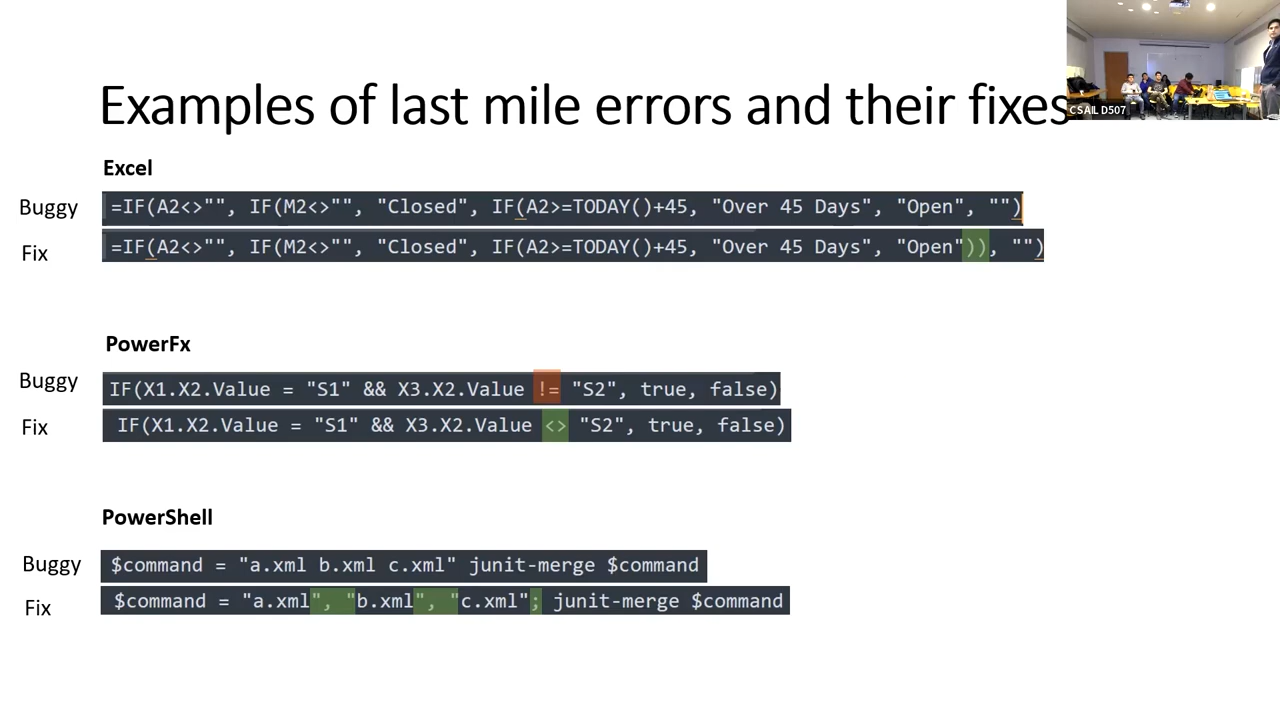 Examples of last mile errors and their fixes
CSAIL D507
Excel
Buggy
=IF(A2<>"", IF(M2<>"", "Closed", IF(A2>=TODAY()+45, "Over 45 Days", "Open", "")
Fix
=IF(A2<>"", IF(M2<>"", "Closed", IF(A2>=TODAY()+45, "Over 45 Days", "Open")), "")
PowerFx
Buggy
IF(X1.X2.Value = "S1" && X3.X2.Value != "S2", true, false)
Fix
IF(X1.X2.Value = "S1" && X3.X2.Value <> "S2", true, false)
PowerShell
Buggy
$command = "a.xml b.xml c.xml" junit-merge $command
Fix
$command = "a.xml", "b.xml", "c.xml"; junit-merge $command